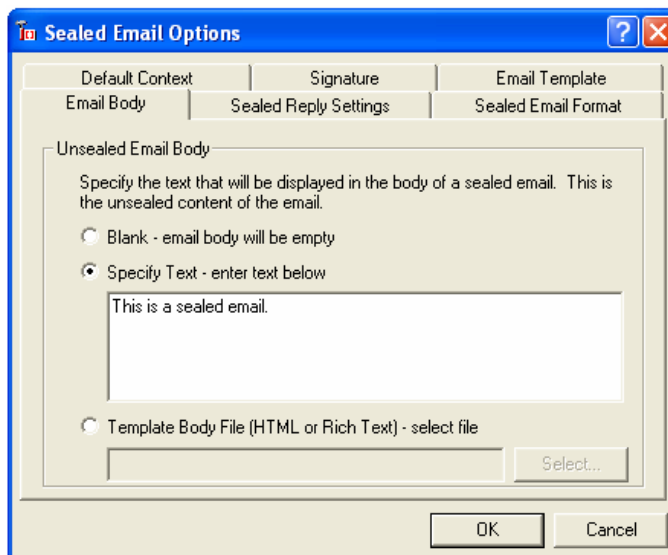 Sealed Email Options
Default Context Signature Email Template
Email Body Sealed Reply Settings Sealed Email Format
Unsealed Email Body
Specify the text that will be displayed in the body of a sealed email. This is
the unsealed content of the email.
Blank - email body will be empty
Specify Text - enter text below
This is a sealed email.
Template Body File (HTML or Rich Text) - select file
Select...
OK Cancel